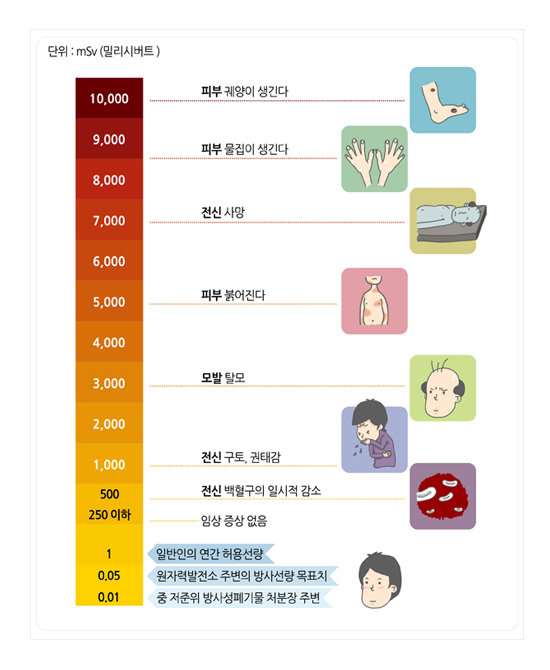 단위 : mSv (밀리시버트 )
10,000 피부 궤양이 생긴다
9,000 피부 물집이 생긴다
8,000
7,000 전신 사망
6,000
5,000 피부 붉어진다
4,000
3,000 모발 탈모
2,000
1,000 전신 구토, 권태감
500 전신 백혈구의 일시적 감소
250 이하 임상 증상 없음
1 일반인의 연간 허용선량
0.05 원자력발전소 주변의 방사선량 목표치
0.01 중 저준위 방사성폐기물 처분장 주변